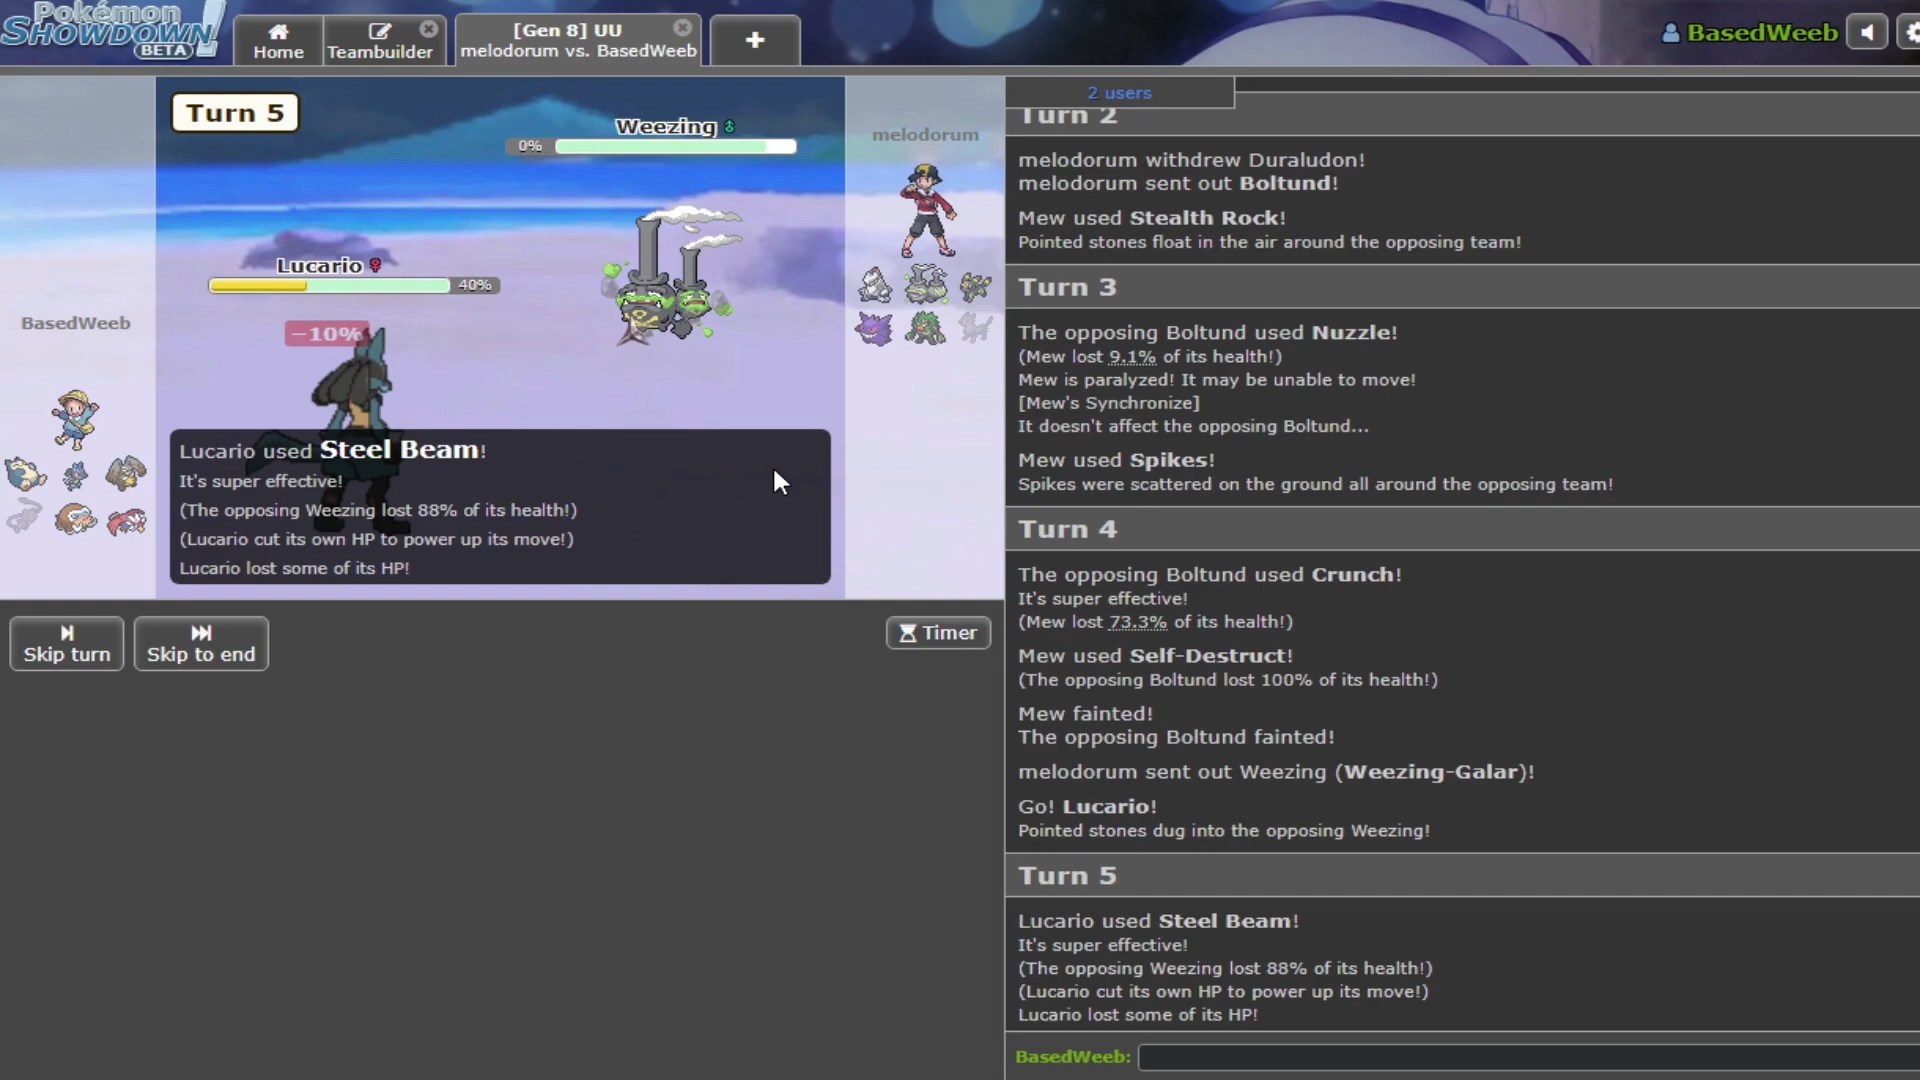 Pokémon
SHOWDOWN!
BETA
Home
Teambuilder
[Gen 8] UU
melodorum vs. BasedWeeb
+
BasedWeeb
Turn 5
Weezing
0%
Lucario
40%
−10%
BasedWeeb
melodorum
Lucario used Steel Beam!
It's super effective!
(The opposing Weezing lost 88% of its health!)
(Lucario cut its own HP to power up its move!)
Lucario lost some of its HP!
Skip turn
Skip to end
Timer
2 users
Turn 2
melodorum withdrew Duraludon!
melodorum sent out Boltund!
Mew used Stealth Rock!
Pointed stones float in the air around the opposing team!
Turn 3
The opposing Boltund used Nuzzle!
(Mew lost 9.1% of its health!)
Mew is paralyzed! It may be unable to move!
[Mew's Synchronize]
It doesn't affect the opposing Boltund...
Mew used Spikes!
Spikes were scattered on the ground all around the opposing team!
Turn 4
The opposing Boltund used Crunch!
It's super effective!
(Mew lost 73.3% of its health!)
Mew used Self-Destruct!
(The opposing Boltund lost 100% of its health!)
Mew fainted!
The opposing Boltund fainted!
melodorum sent out Weezing (Weezing-Galar)!
Go! Lucario!
Pointed stones dug into the opposing Weezing!
Turn 5
Lucario used Steel Beam!
It's super effective!
(The opposing Weezing lost 88% of its health!)
(Lucario cut its own HP to power up its move!)
Lucario lost some of its HP!
BasedWeeb: